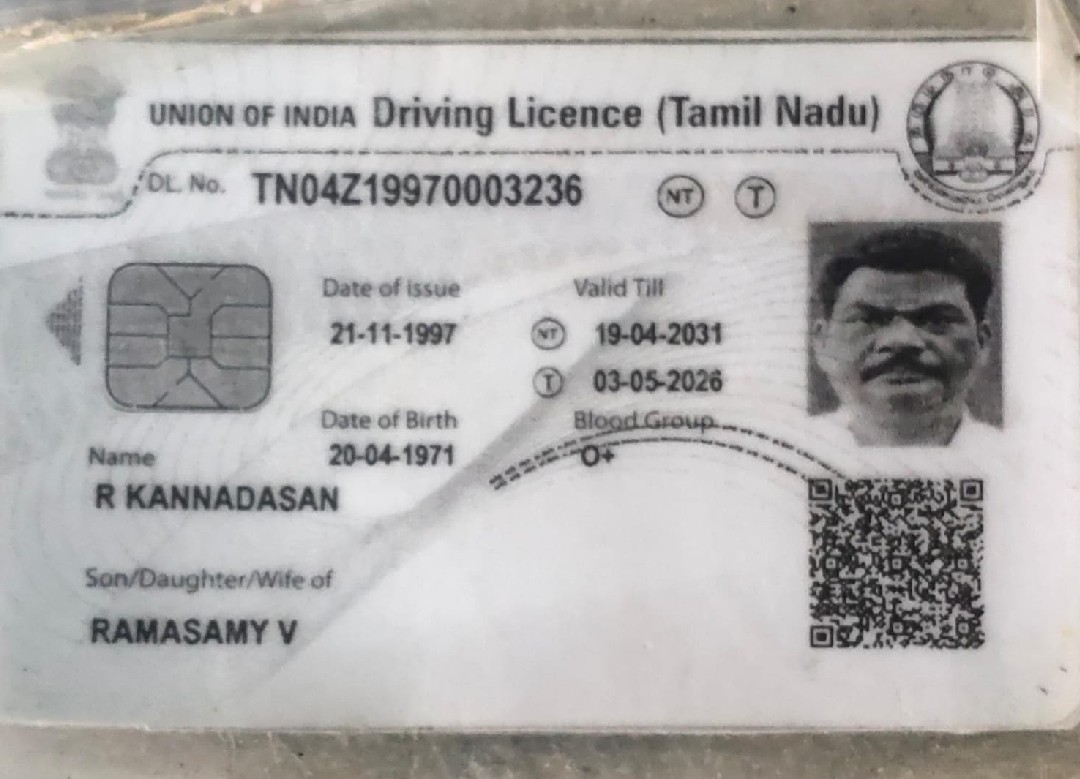 UNION OF INDIA Driving Licence (Tamil Nadu)
DL. No. TN04Z19970003236 NT T
Date of issue Valid Till
21-11-1997 NT 19-04-2031
T 03-05-2026
Date of Birth Blood Group
20-04-1971 O+
Name
R KANNADASAN
Son/Daughter/Wife of
RAMASAMY V